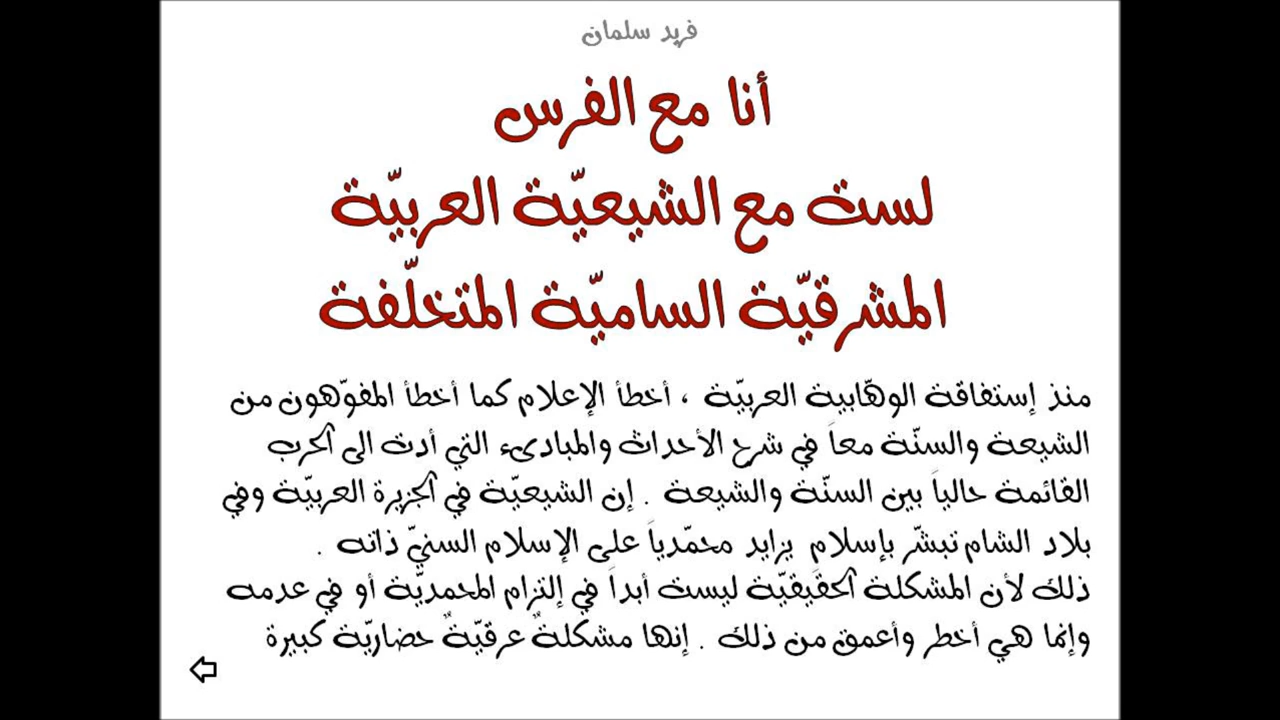 فريد سلمان
أنا مع الفرس
لست مع الشيعيّة العربيّة
المشرقيّة الساميّة المتخلّفة
منذ إستفاقة الوهّابية العربيّة ، أخطأ الإعلام كما أخطأ المفوّهون من
الشيعة والسنّة معاَ في شرح الأحداث والمبادىء التي أدت الى الحرب
القائمة حالياَ بين السنّة والشيعة . إن الشيعيّة في الجزيرة العربيّة وفي
بلاد الشام تبشّر بإسلامٍ يزايد محمّدياَ على الإسلام السنيّ ذاته .
ذلك لأن المشكلة الحقيقيّة ليست أبداَ في إلتزام المحمديّة أو في عدمه
وإنما هي أخطر وأعمق من ذلك . إنها مشكلةٌ عرقيّةٌ حضاريّة كبيرة